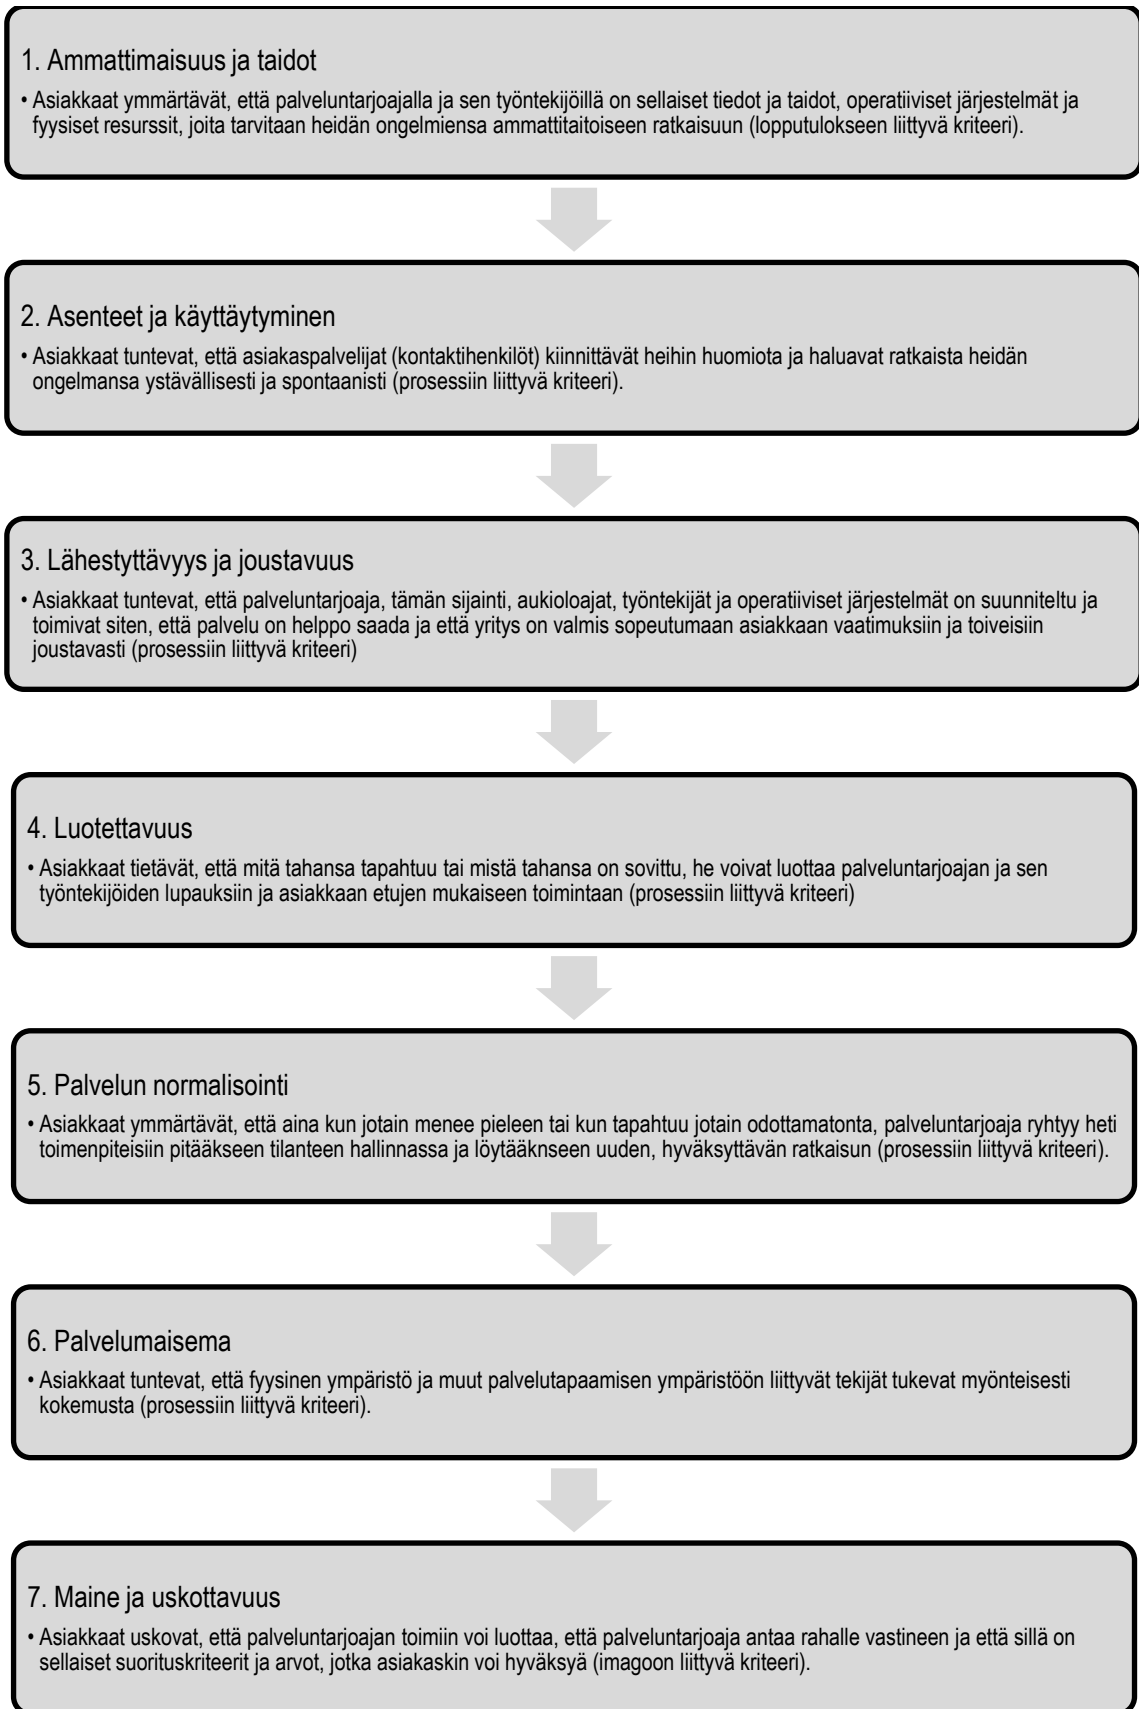 1. Ammattimaisuus ja taidot
• Asiakkaat ymmärtävät, että palveluntarjoajalla ja sen työntekijöillä on sellaiset tiedot ja taidot, operatiiviset järjestelmät ja
fyysiset resurssit, joita tarvitaan heidän ongelmiensa ammattitaitoiseen ratkaisuun (lopputulokseen liittyvä kriteeri).
2. Asenteet ja käyttäytyminen
• Asiakkaat tuntevat, että asiakaspalvelijat (kontaktihenkilöt) kiinnittävät heihin huomiota ja haluavat ratkaista heidän
ongelmansa ystävällisesti ja spontaanisti (prosessiin liittyvä kriteeri).
3. Lähestyttävyys ja joustavuus
• Asiakkaat tuntevat, että palveluntarjoaja, tämän sijainti, aukioloajat, työntekijät ja operatiiviset järjestelmät on suunniteltu ja
toimivat siten, että palvelu on helppo saada ja että yritys on valmis sopeutumaan asiakkaan vaatimuksiin ja toiveisiin
joustavasti (prosessiin liittyvä kriteeri)
4. Luotettavuus
• Asiakkaat tietävät, että mitä tahansa tapahtuu tai mistä tahansa on sovittu, he voivat luottaa palveluntarjoajan ja sen
työntekijöiden lupauksiin ja asiakkaan etujen mukaiseen toimintaan (prosessiin liittyvä kriteeri)
5. Palvelun normalisointi
• Asiakkaat ymmärtävät, että aina kun jotain menee pieleen tai kun tapahtuu jotain odottamatonta, palveluntarjoaja ryhtyy heti
toimenpiteisiin pitääkseen tilanteen hallinnassa ja löytääknseen uuden, hyväksyttävän ratkaisun (prosessiin liittyvä kriteeri).
6. Palvelumaisema
• Asiakkaat tuntevat, että fyysinen ympäristö ja muut palvelutapaamisen ympäristöön liittyvät tekijät tukevat myönteisesti
kokemusta (prosessiin liittyvä kriteeri).
7. Maine ja uskottavuus
• Asiakkaat uskovat, että palveluntarjoajan toimiin voi luottaa, että palveluntarjoaja antaa rahalle vastineen ja että sillä on
sellaiset suorituskriteerit ja arvot, jotka asiakaskin voi hyväksyä (imagoon liittyvä kriteeri).